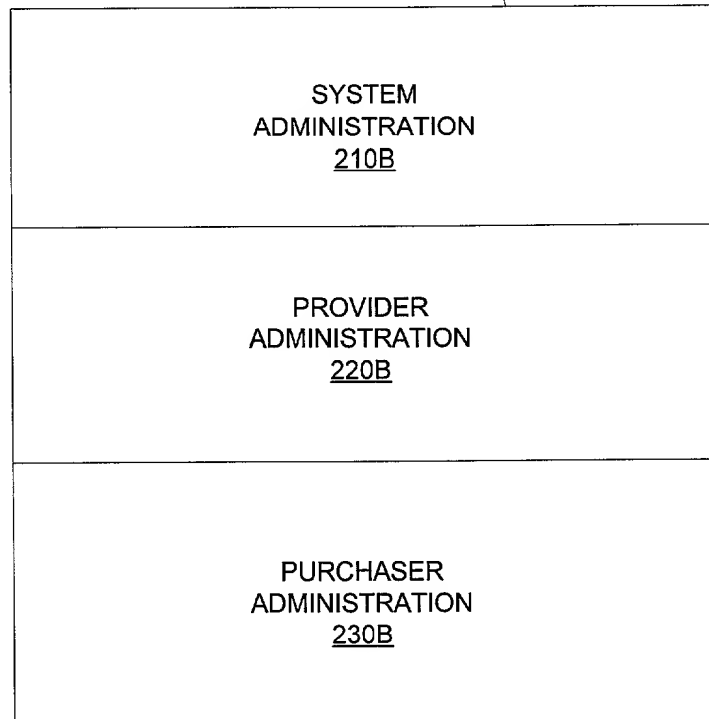 SYSTEM
ADMINISTRATION
210B
PROVIDER
ADMINISTRATION
220B
PURCHASER
ADMINISTRATION
230B